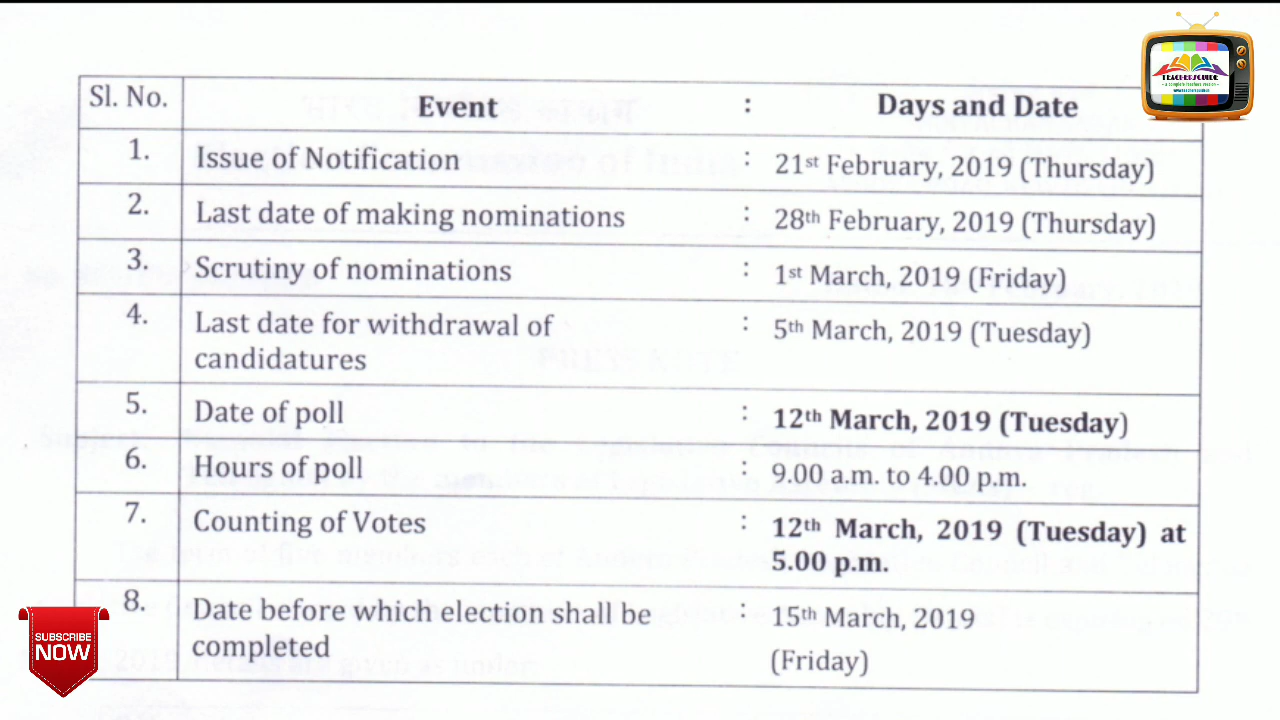 TEACHERSGUIDE
Sl. No. Event : Days and Date
1. Issue of Notification : 21st February, 2019 (Thursday)
2. Last date of making nominations : 28th February, 2019 (Thursday)
3. Scrutiny of nominations : 1st March, 2019 (Friday)
4. Last date for withdrawal of : 5th March, 2019 (Tuesday)
candidatures
5. Date of poll : 12th March, 2019 (Tuesday)
6. Hours of poll : 9.00 a.m. to 4.00 p.m.
7. Counting of Votes : 12th March, 2019 (Tuesday) at
5.00 p.m.
8. Date before which election shall be : 15th March, 2019
completed (Friday)
SUBSCRIBE
NOW